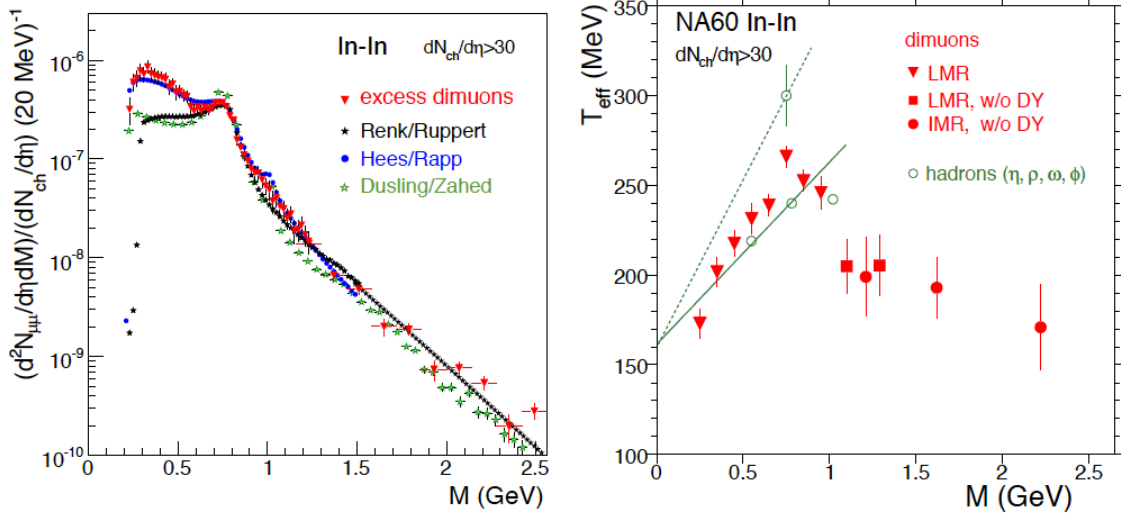 (d²N_μμ/dηdM)/(dN_ch/dη) (20 MeV)⁻¹
In-In dN_ch/dη>30
excess dimuons
Renk/Ruppert
Hees/Rapp
Dusling/Zahed
10⁻⁶
10⁻⁷
10⁻⁸
10⁻⁹
10⁻¹⁰
0 0.5 1 1.5 2 2.5
M (GeV)
T_eff (MeV)
NA60 In-In
dN_ch/dη>30
dimuons
LMR
LMR, w/o DY
IMR, w/o DY
hadrons (η, ρ, ω, ϕ)
350
300
250
200
150
100
0 0.5 1 1.5 2 2.5
M (GeV)